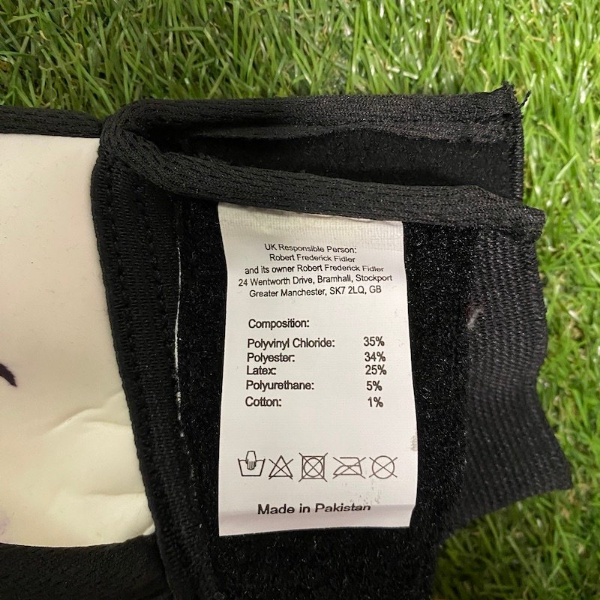 UK Responsible Person:
Robert Frederick Fidler
and its owner Robert Frederick Fidler
24 Wentworth Drive, Bramhall, Stockport
Greater Manchester, SK7 2LQ, GB
Composition:
Polyvinyl Chloride: 35%
Polyester: 34%
Latex: 25%
Polyurethane: 5%
Cotton: 1%
Made in Pakistan